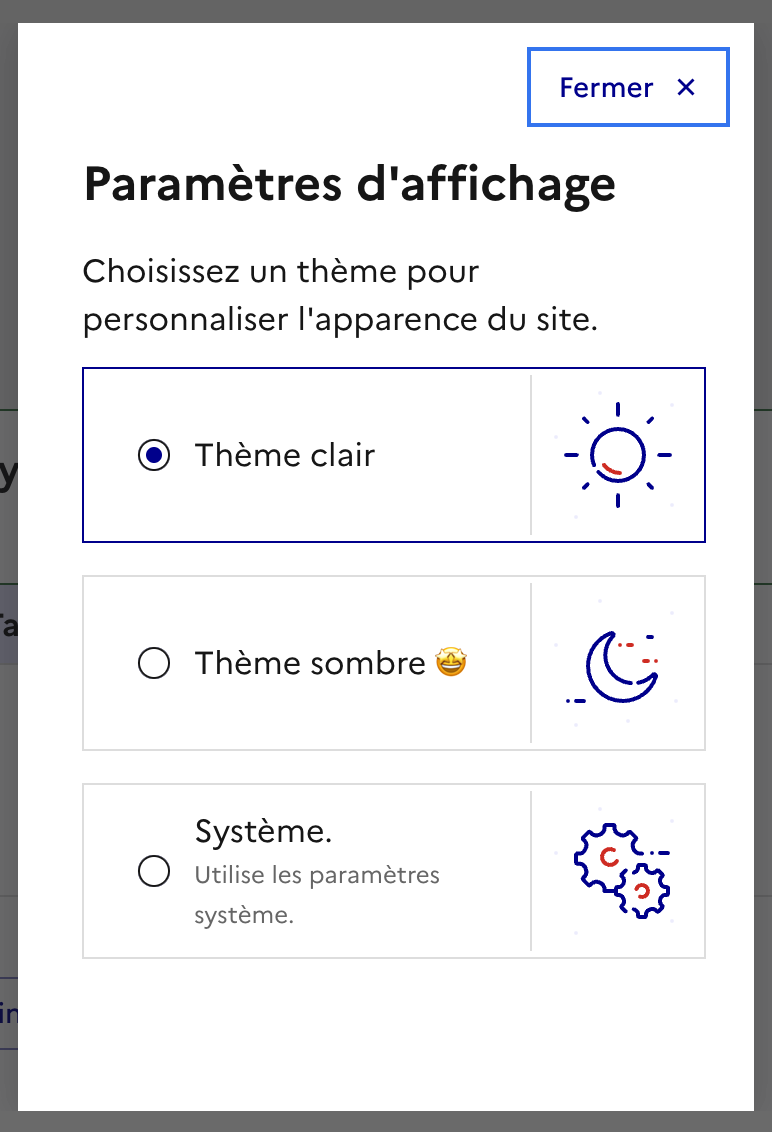 Fermer ×
Paramètres d'affichage
Choisissez un thème pour
personnaliser l'apparence du site.
Thème clair
Thème sombre 🤩
Système.
Utilise les paramètres
système.